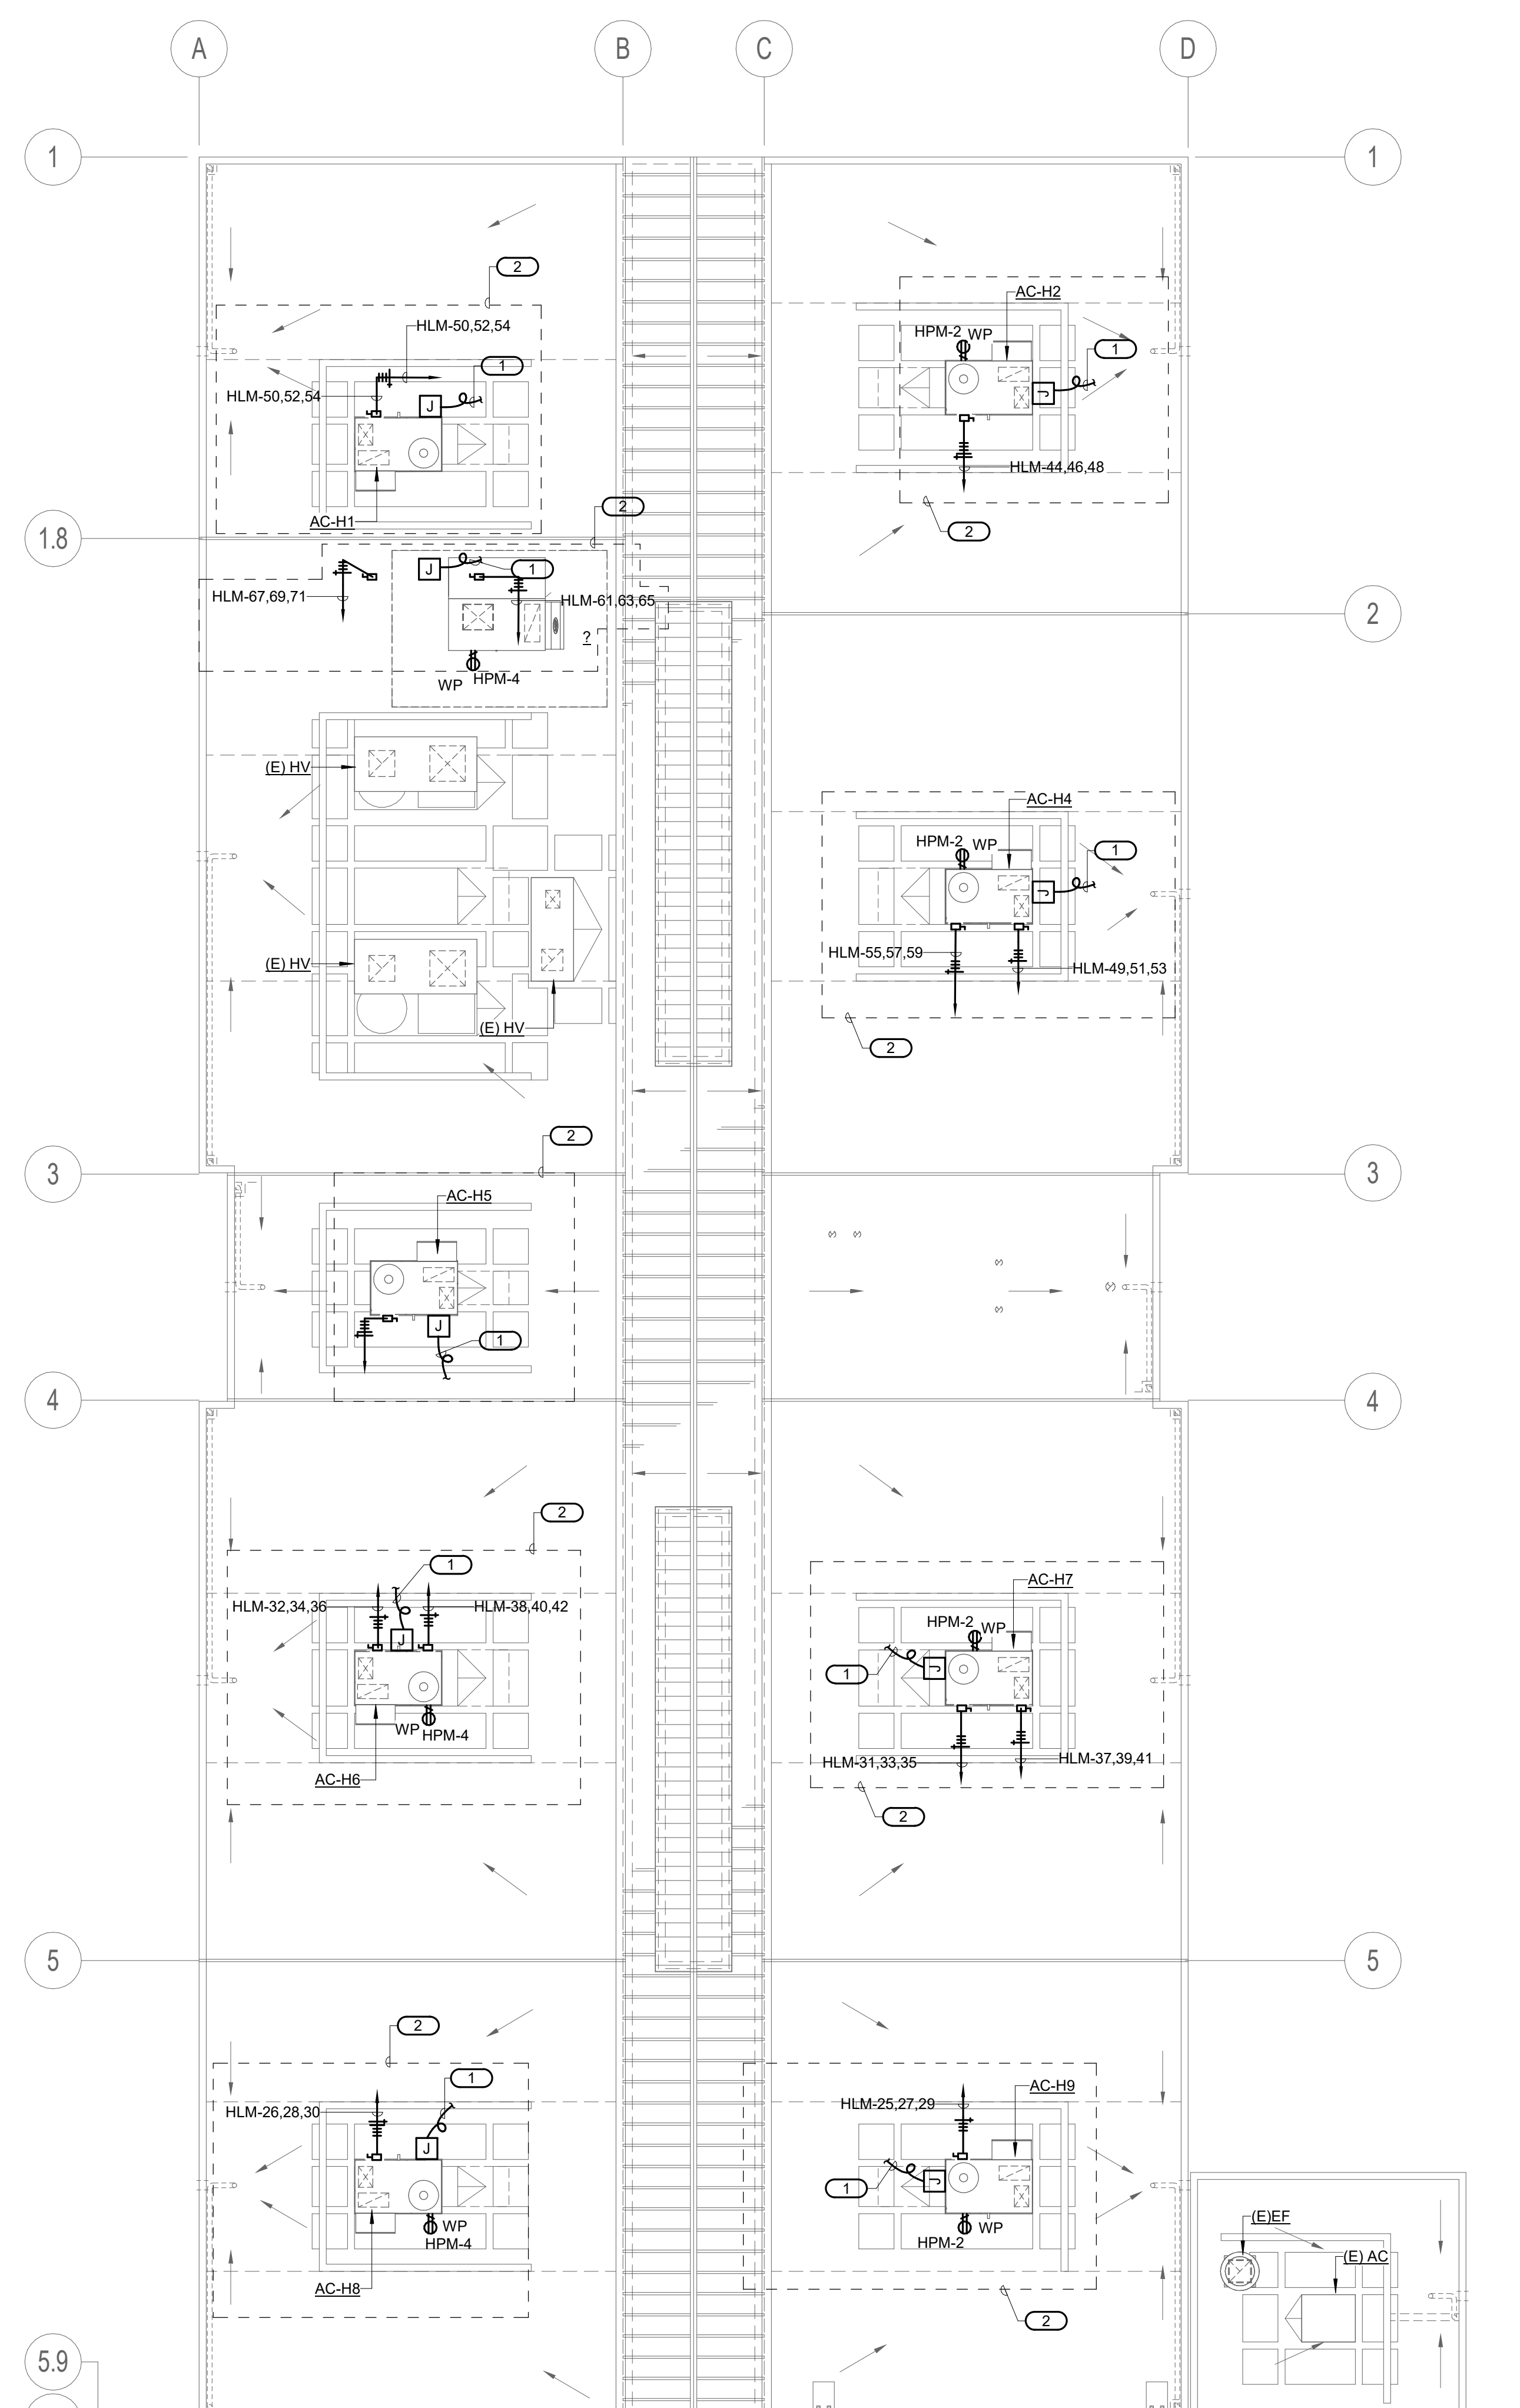 A
B
C
D
1
1
2
AC-H2
HLM-50,52,54
HPM-2 WP
1
1
HLM-50,52,54
J
J
HLM-44,46,48
AC-H1
2
2
1.8
J
1
HLM-67,69,71
HLM-61,63,65
2
?
WP
HPM-4
(E) HV
AC-H4
HPM-2 WP
1
J
HLM-55,57,59
(E) HV
HLM-49,51,53
(E) HV
2
2
3
3
AC-H5
J
1
4
4
2
1
AC-H7
HLM-32,34,36
HLM-38,40,42
HPM-2
WP
J
J
1
WP
HPM-4
HLM-31,33,35
HLM-37,39,41
AC-H6
2
5
5
2
1
AC-H9
HLM-26,28,30
HLM-25,27,29
J
J
1
WP
HPM-4
WP
HPM-2
(E)EF
(E) AC
AC-H8
2
5.9